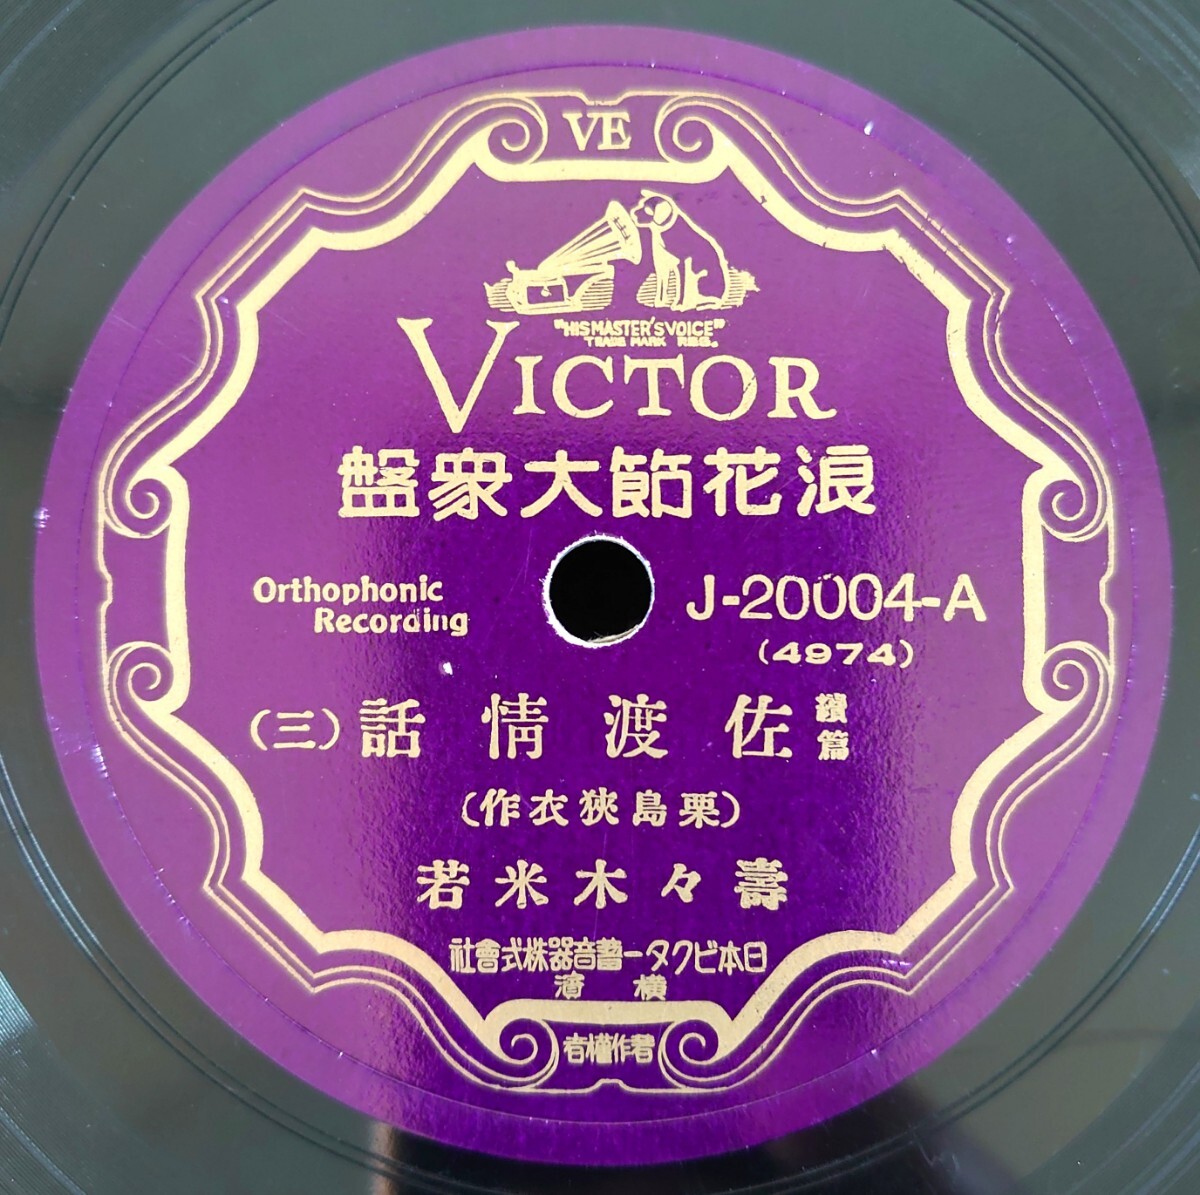 VE
"HIS MASTER'S VOICE"
TRADE MARK REG.
VICTOR
浪花節大衆盤
Orthophonic
Recording
J-20004-A
(4974)
續篇 佐渡情話 (三)
(栗島狹衣作)
壽々木米若
日本ビクター蓄音器株式會社
橫濱
著作權者